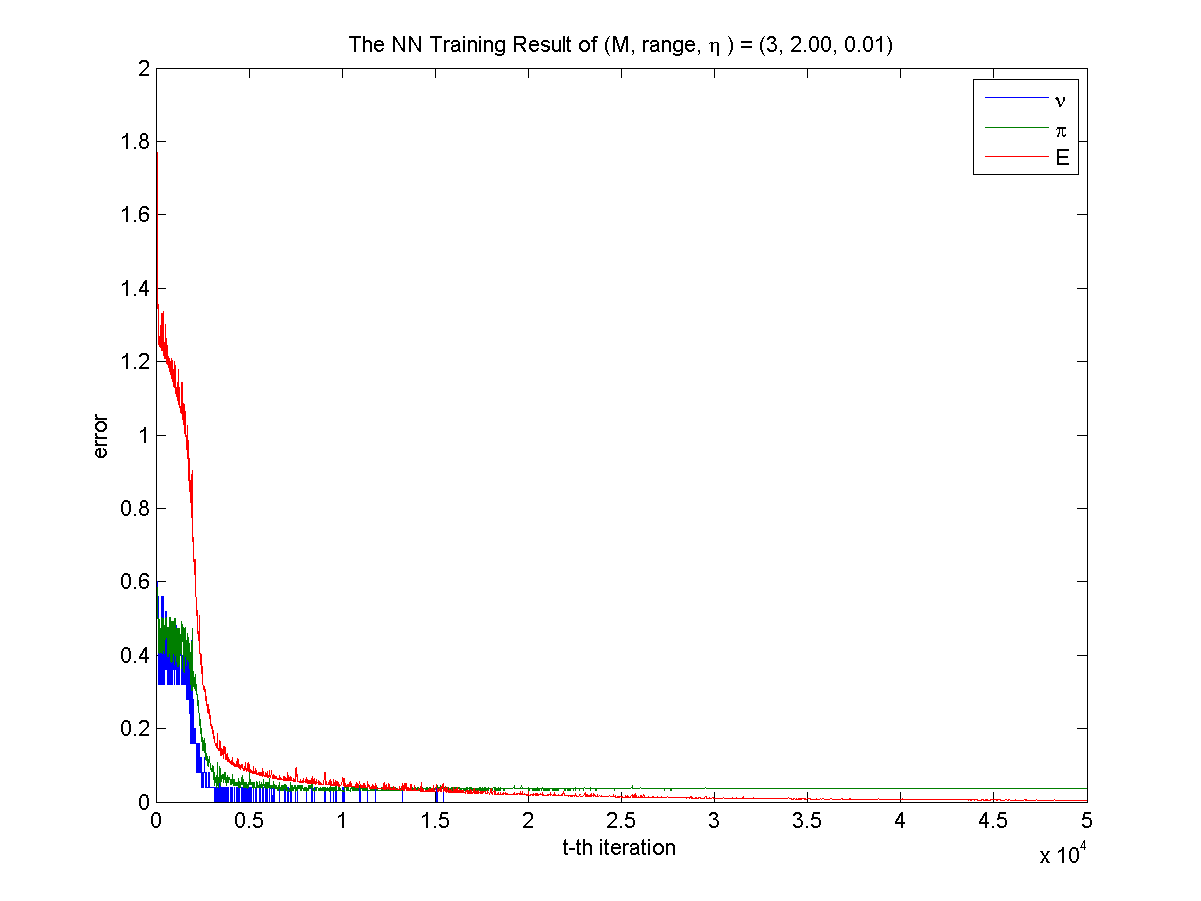 The NN Training Result of (M, range, η ) = (3, 2.00, 0.01)
2
1.8
1.6
1.4
1.2
1
0.8
0.6
0.4
0.2
0
ν
π
E
error
0 0.5 1 1.5 2 2.5 3 3.5 4 4.5 5
x 10^4
t-th iteration